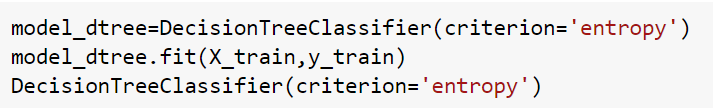 model_dtree=DecisionTreeClassifier(criterion='entropy')
model_dtree.fit(X_train,y_train)
DecisionTreeClassifier(criterion='entropy')